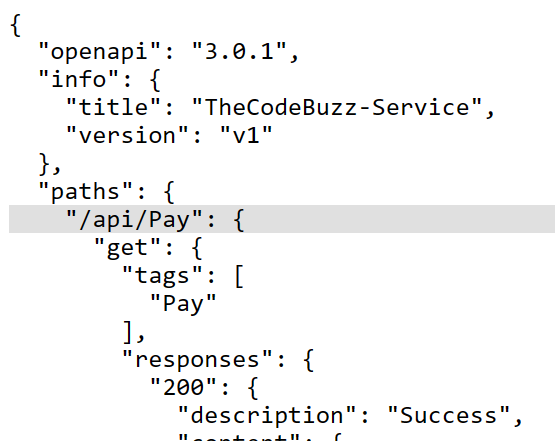 {
  "openapi": "3.0.1",
  "info": {
    "title": "TheCodeBuzz-Service",
    "version": "v1"
  },
  "paths": {
    "/api/Pay": {
      "get": {
        "tags": [
          "Pay"
        ],
        "responses": {
          "200": {
            "description": "Success",
            "content": {